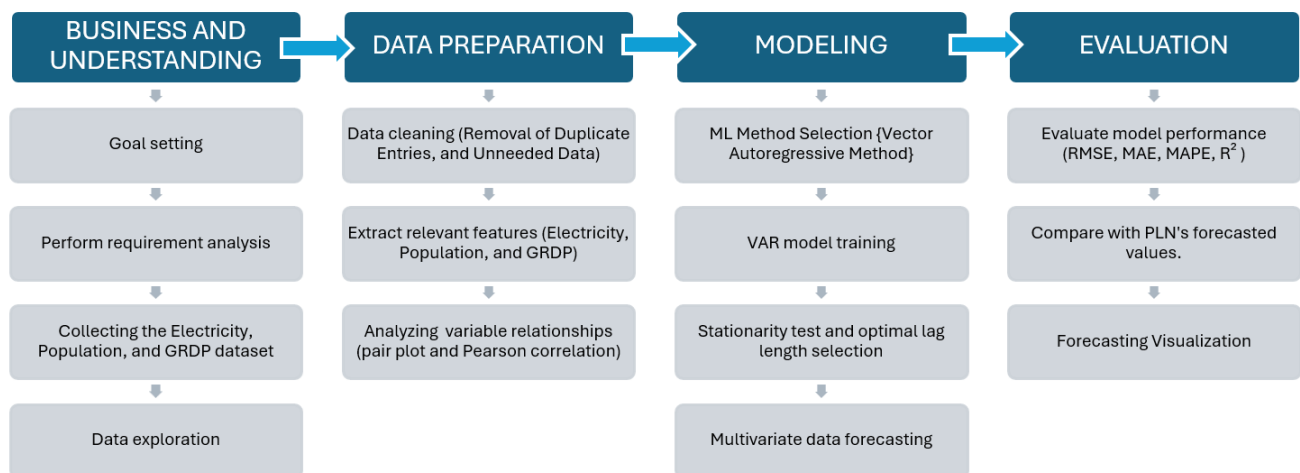 BUSINESS AND
UNDERSTANDING
Goal setting
Perform requirement analysis
Collecting the Electricity,
Population, and GRDP dataset
Data exploration
DATA PREPARATION
Data cleaning (Removal of Duplicate
Entries, and Unneeded Data)
Extract relevant features (Electricity,
Population, and GRDP)
Analyzing variable relationships
(pair plot and Pearson correlation)
MODELING
ML Method Selection {Vector
Autoregressive Method}
VAR model training
Stationarity test and optimal lag
length selection
Multivariate data forecasting
EVALUATION
Evaluate model performance
(RMSE, MAE, MAPE, R² )
Compare with PLN's forecasted
values.
Forecasting Visualization